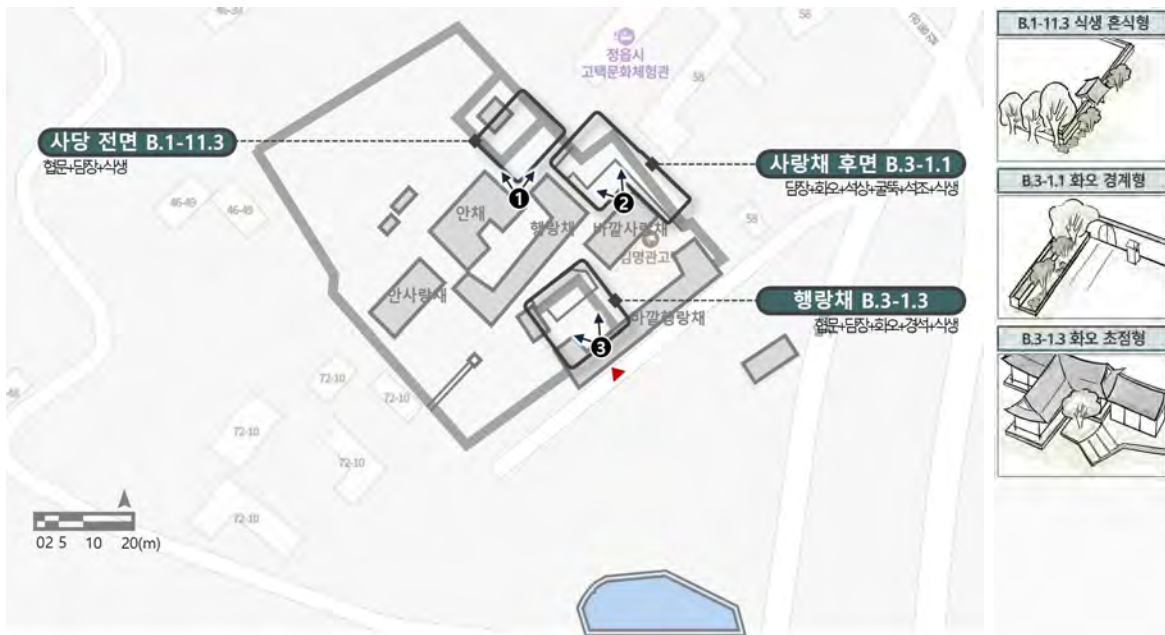 46-39
58
정읍시
고택문화체험관
58
사당 전면 B.1-11.3
협문+담장+식생
사랑채 후면 B.3-1.1
담장+화오+석상+굴뚝+석조+식생
46-49
46-49
58
1
2
안채
행랑채
바깥사랑채
김명관고
안사랑채
행랑채 B.3-1.3
협문+담장+화오+경석+식생
바깥행랑채
3
72-10
72-10
72-10
72-10
72-10
02 5 10 20(m)
B.1-11.3 식생 혼식형
B.3-1.1 화오 경계형
B.3-1.3 화오 초점형